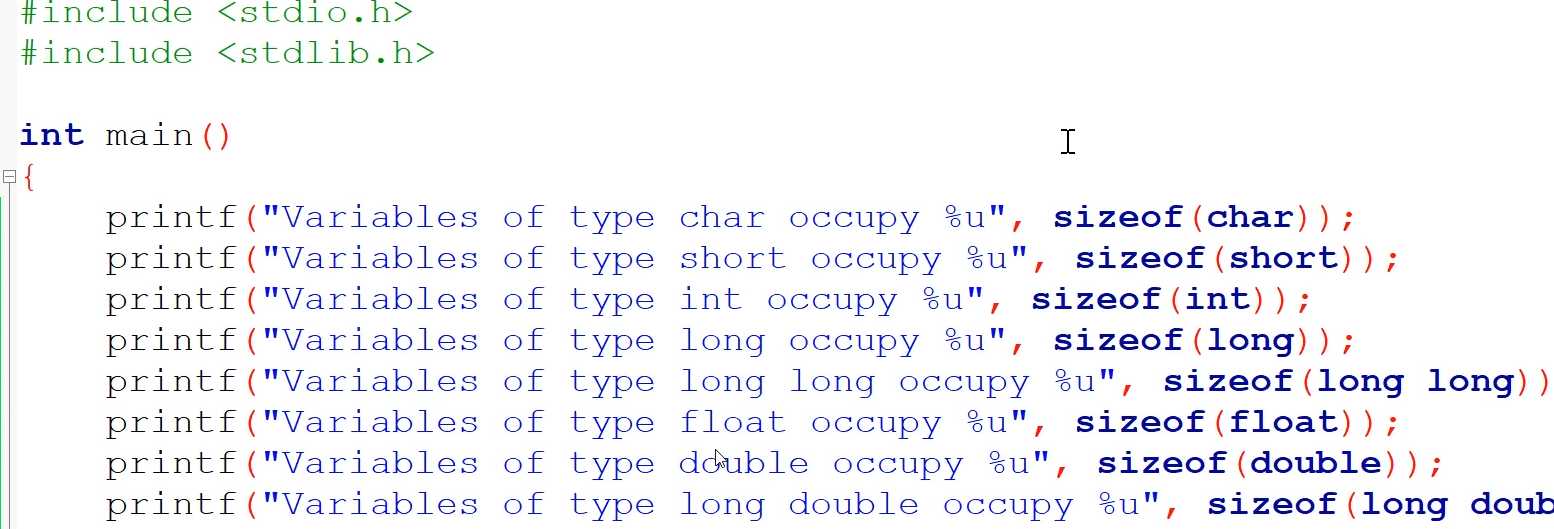 #include <stdio.h>
#include <stdlib.h>
int main()
{
printf("Variables of type char occupy %u", sizeof(char));
printf("Variables of type short occupy %u", sizeof(short));
printf("Variables of type int occupy %u", sizeof(int));
printf("Variables of type long occupy %u", sizeof(long));
printf("Variables of type long long occupy %u", sizeof(long long))
printf("Variables of type float occupy %u", sizeof(float));
printf("Variables of type double occupy %u", sizeof(double));
printf("Variables of type long double occupy %u", sizeof(long doub